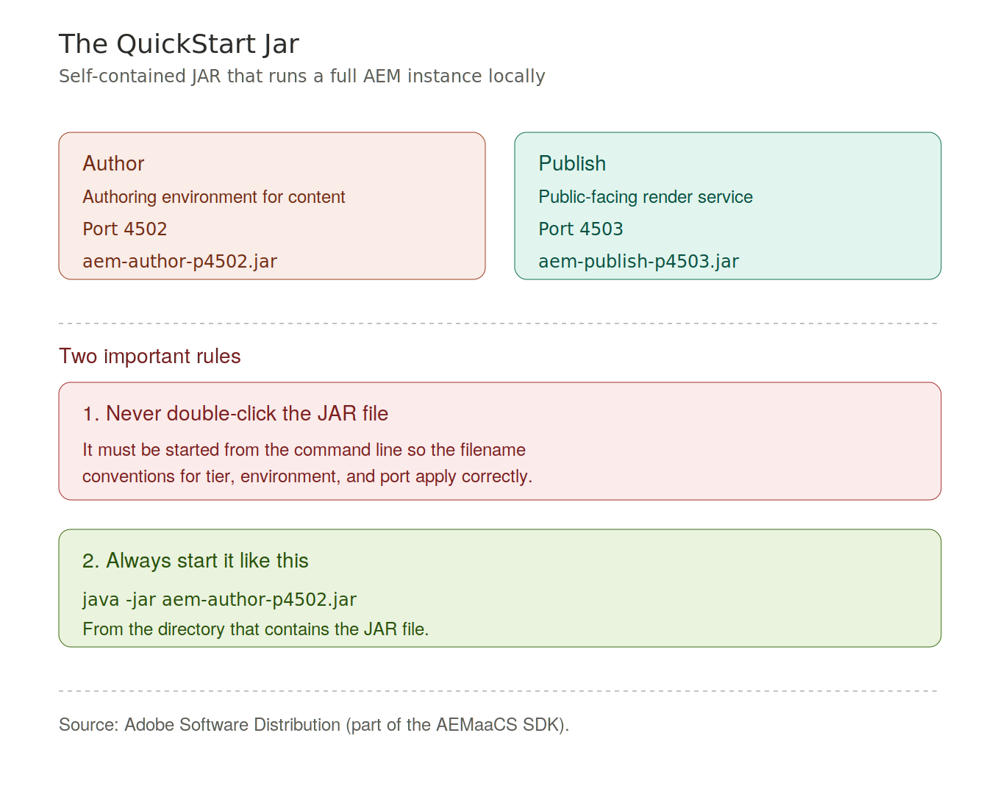 The QuickStart Jar
Self-contained JAR that runs a full AEM instance locally
Author
Authoring environment for content
Port 4502
aem-author-p4502.jar
Publish
Public-facing render service
Port 4503
aem-publish-p4503.jar
Two important rules
1. Never double-click the JAR file
It must be started from the command line so the filename
conventions for tier, environment, and port apply correctly.
2. Always start it like this
java -jar aem-author-p4502.jar
From the directory that contains the JAR file.
Source: Adobe Software Distribution (part of the AEMaaCS SDK).